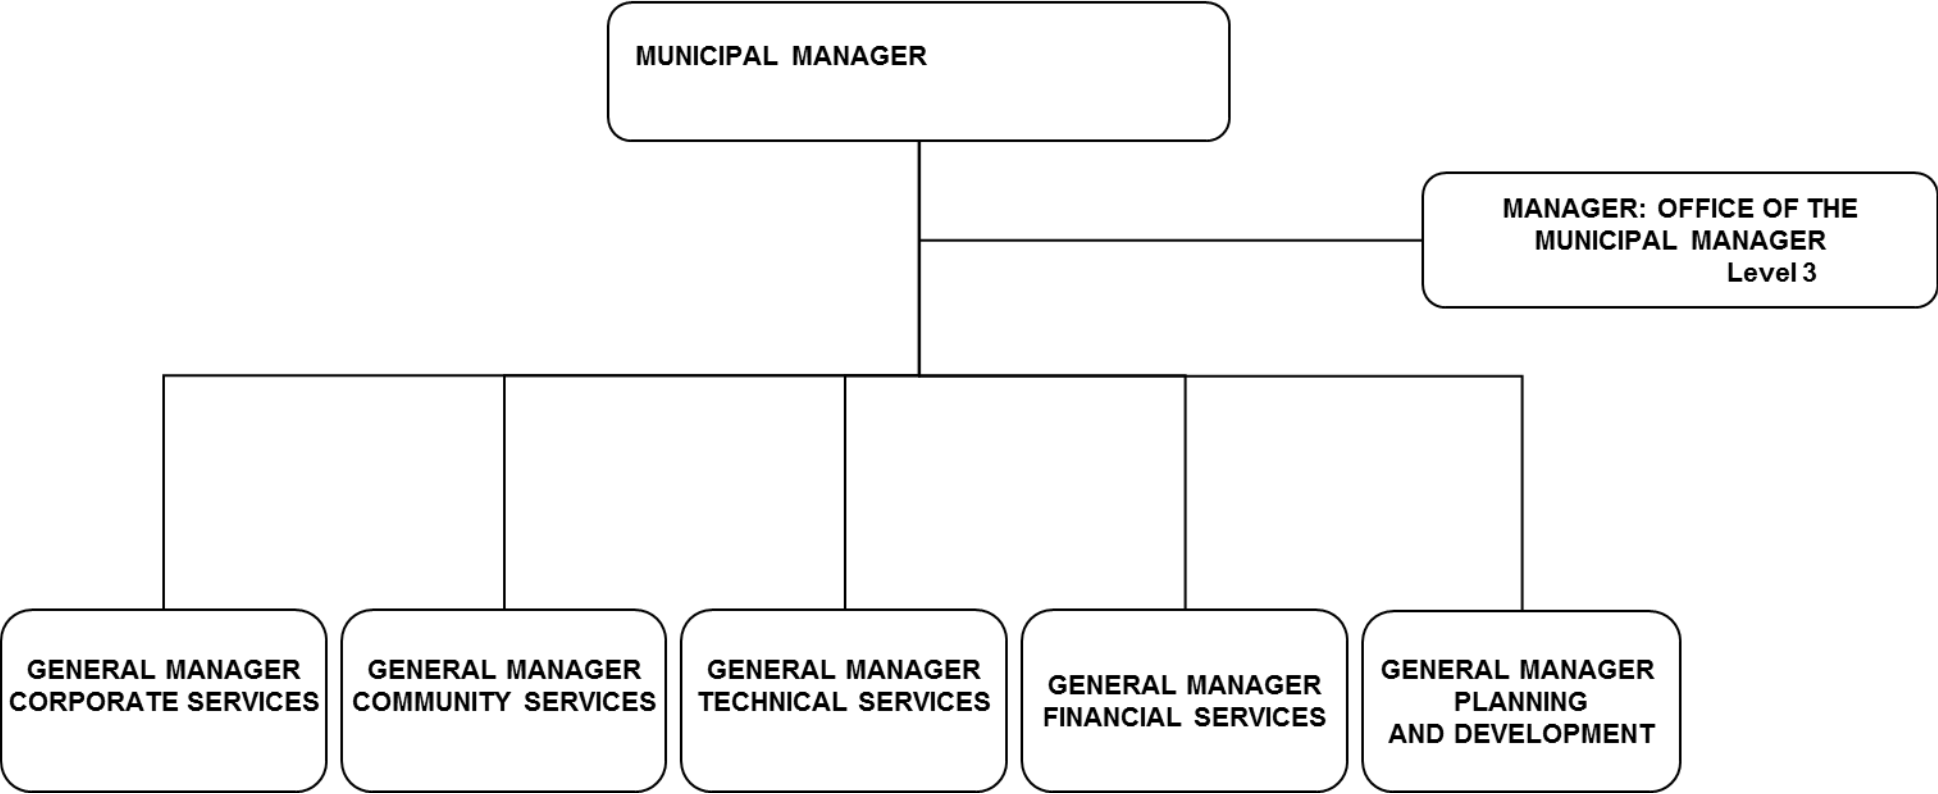 MUNICIPAL MANAGER
MANAGER: OFFICE OF THE
MUNICIPAL MANAGER
Level 3
GENERAL MANAGER
CORPORATE SERVICES
GENERAL MANAGER
COMMUNITY SERVICES
GENERAL MANAGER
TECHNICAL SERVICES
GENERAL MANAGER
FINANCIAL SERVICES
GENERAL MANAGER
PLANNING
AND DEVELOPMENT